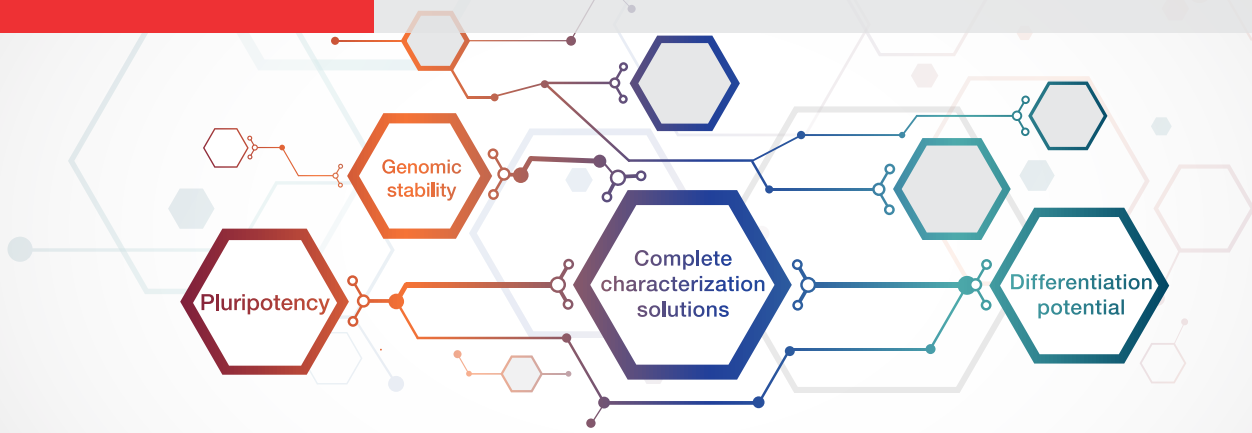 Genomic
stability
Pluripotency
Complete
characterization
solutions
Differentiation
potential